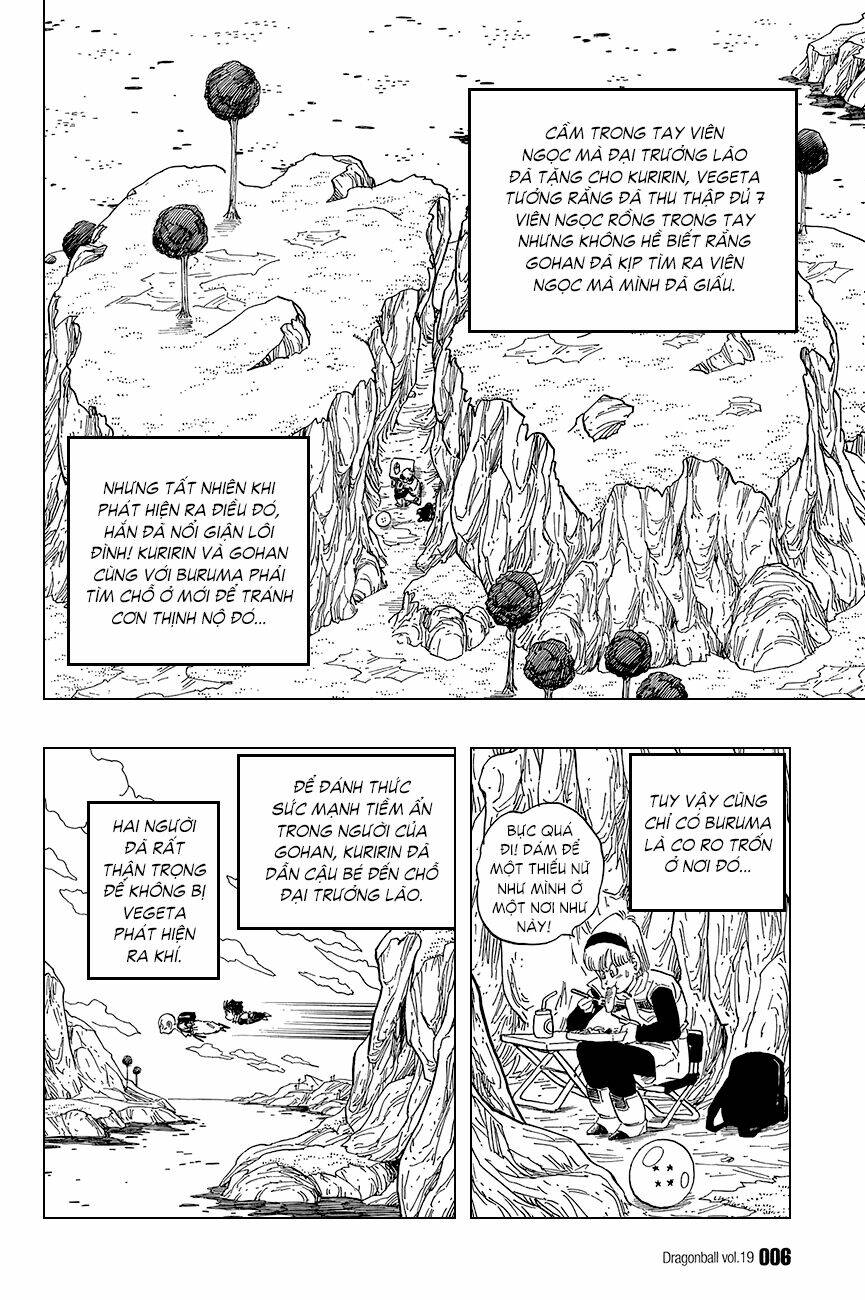 CẦM TRONG TAY VIÊN
NGỌC MÀ ĐẠI TRƯỞNG LÃO
ĐÃ TẶNG CHO KURIRIN, VEGETA
TƯỞNG RẰNG ĐÃ THU THẬP ĐỦ 7
VIÊN NGỌC RỒNG TRONG TAY
NHƯNG KHÔNG HỀ BIẾT RẰNG
GOHAN ĐÃ KỊP TÌM RA VIÊN
NGỌC MÀ MÌNH ĐÃ GIẤU.
NHƯNG TẤT NHIÊN KHI
PHÁT HIỆN RA ĐIỀU ĐÓ,
HẮN ĐÃ NỔI GIẬN LÔI
ĐÌNH! KURIRIN VÀ GOHAN
CÙNG VỚI BURUMA PHẢI
TÌM CHỖ Ở MỚI ĐỂ TRÁNH
CƠN THỊNH NỘ ĐÓ...
TUY VẬY CŨNG
CHỈ CÓ BURUMA
LÀ CO RO TRỐN
Ở NƠI ĐÓ...
BỰC QUÁ
ĐI! DÁM ĐỂ
MỘT THIẾU NỮ
NHƯ MÌNH Ở
MỘT NƠI NHƯ
NÀY!
ĐỂ ĐÁNH THỨC
SỨC MẠNH TIỀM ẨN
TRONG NGƯỜI CỦA
GOHAN, KURIRIN ĐÃ
DẪN CẬU BÉ ĐẾN CHỖ
ĐẠI TRƯỞNG LÃO.
HAI NGƯỜI
ĐÃ RẤT
THẬN TRỌNG
ĐỂ KHÔNG BỊ
VEGETA
PHÁT HIỆN
RA KHÍ.
Dragonball vol.19 006